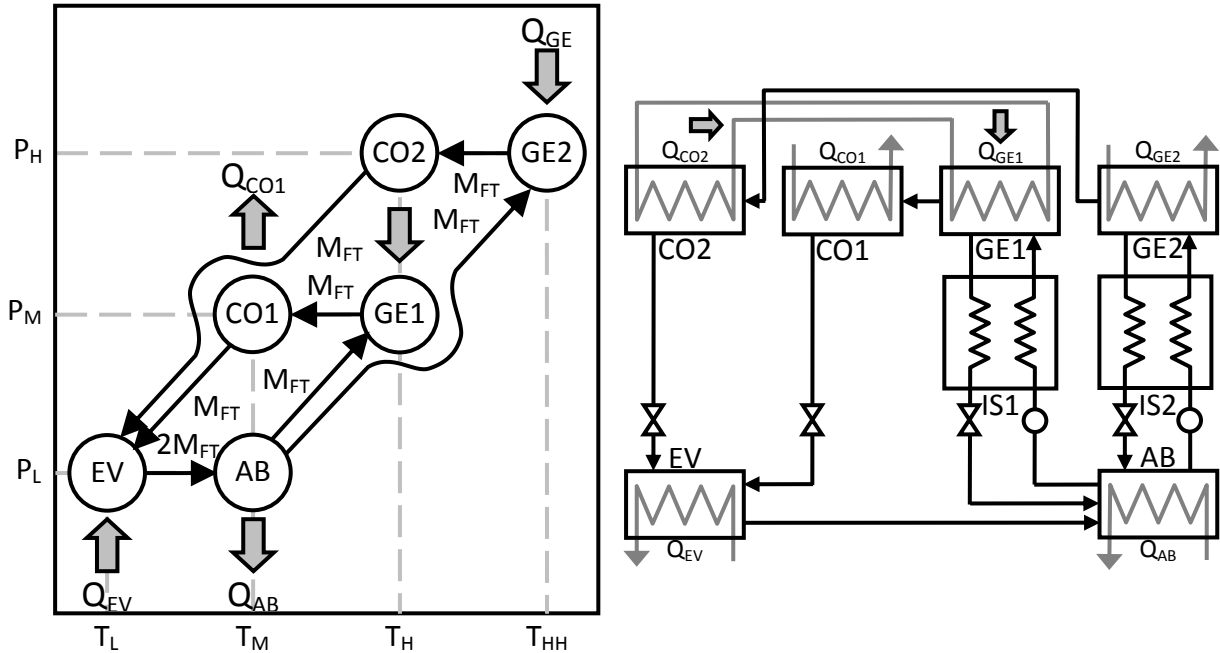 Q_GE
P_H
CO2
GE2
Q_CO1
M_FT
M_FT
M_FT
M_FT
P_M
CO1
GE1
M_FT
M_FT
2M_FT
P_L
EV
AB
Q_EV
Q_AB
T_L
T_M
T_H
T_HH
Q_CO2
Q_CO1
Q_GE1
Q_GE2
CO2
CO1
GE1
GE2
IS1
IS2
EV
AB
Q_EV
Q_AB